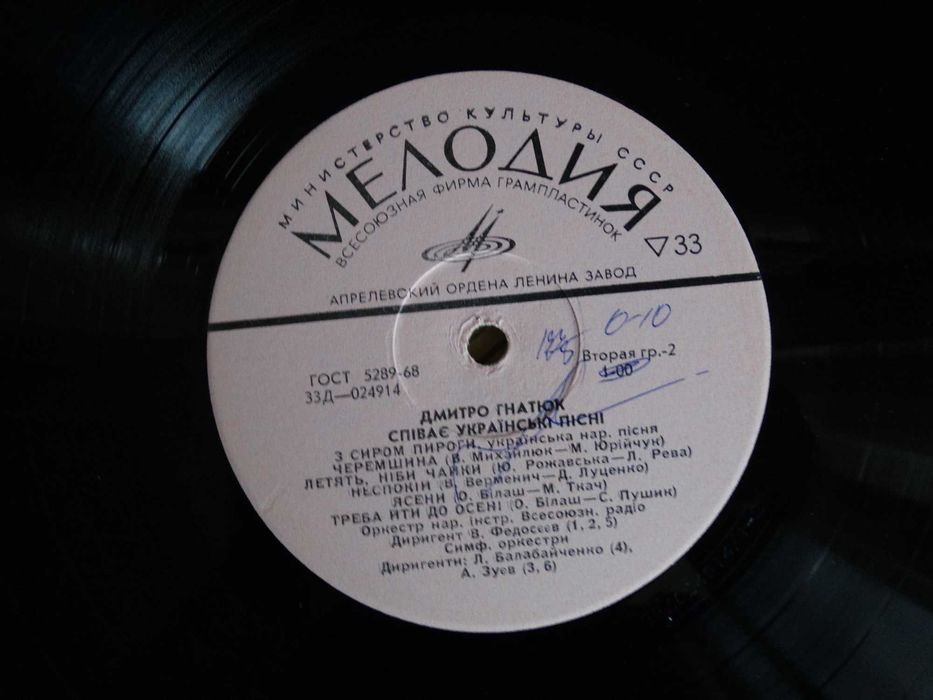 МИНИСТЕРСТВО КУЛЬТУРЫ СССР
МЕЛОДИЯ
ВСЕСОЮЗНАЯ ФИРМА ГРАМПЛАСТИНОК
▽33
АПРЕЛЕВСКИЙ ОРДЕНА ЛЕНИНА ЗАВОД
0-10
Вторая гр.-2
1-00
ГОСТ 5289-68
33Д—024914
ДМИТРО ГНАТЮК
СПІВАЄ УКРАЇНСЬКІ ПІСНІ
З СИРОМ ПИРОГИ, українська нар. пісня
ЧЕРЕМШИНА (В. Михайлюк—М. Юрійчук)
ЛЕТЯТЬ, НІБИ ЧАЙКИ (Ю. Рожавська—Л. Рева)
НЕСПОКІЙ (В. Верменич—Д. Луценко)
ЯСЕНИ (О. Білаш—М. Ткач)
ТРЕБА ЙТИ ДО ОСЕНІ (О. Білаш—С. Пушик)
Оркестр нар. інстр. Всесоюзн. радіо
Диригент В. Федосєєв (1, 2, 5)
Симф. оркестри
Диригенти: Л. Балабайченко (4),
А. Зуєв (3, 6)